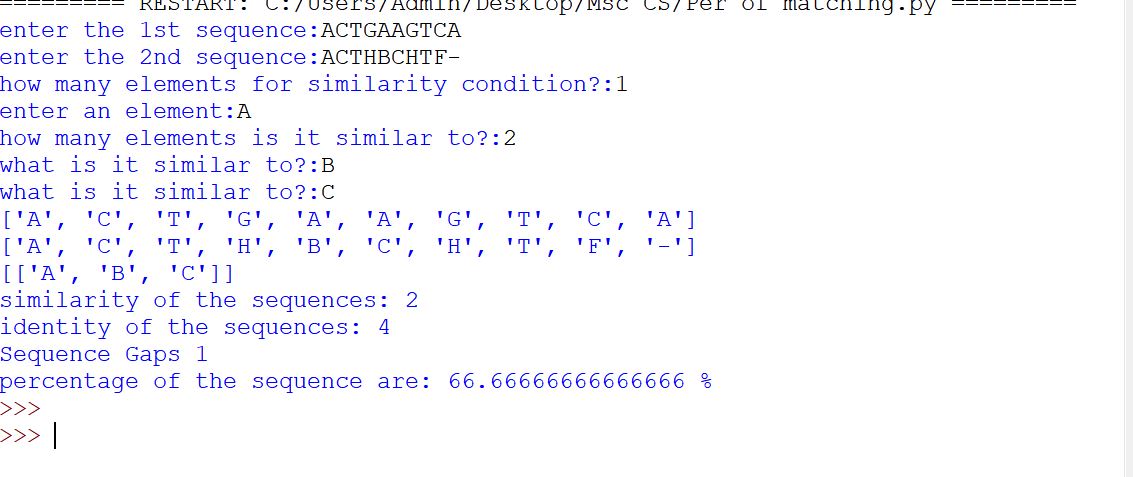 ========= RESTART: C:/Users/Admin/Desktop/Msc CS/Per of matching.py =========
enter the 1st sequence:ACTGAAGTCA
enter the 2nd sequence:ACTHBCHTF-
how many elements for similarity condition?:1
enter an element:A
how many elements is it similar to?:2
what is it similar to?:B
what is it similar to?:C
['A', 'C', 'T', 'G', 'A', 'A', 'G', 'T', 'C', 'A']
['A', 'C', 'T', 'H', 'B', 'C', 'H', 'T', 'F', '-']
[['A', 'B', 'C']]
similarity of the sequences: 2
identity of the sequences: 4
Sequence Gaps 1
percentage of the sequence are: 66.66666666666666 %
>>>
>>>